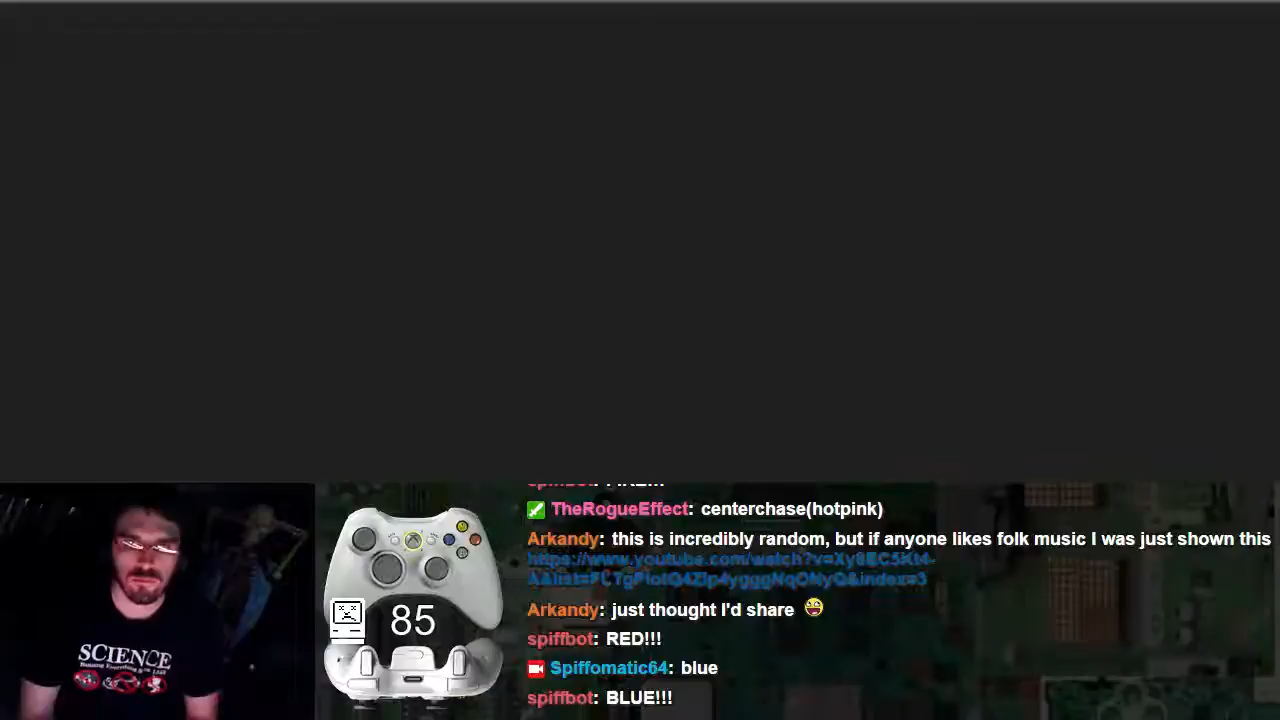 TheRogueEffect: centerchase(hotpink)
Arkandy: this is incredibly random, but if anyone likes folk music I was just shown this
Arkandy: just thought I'd share
spiffbot: RED!!!
Spiffomatic64: blue
spiffbot: BLUE!!!
85
SCIENCE